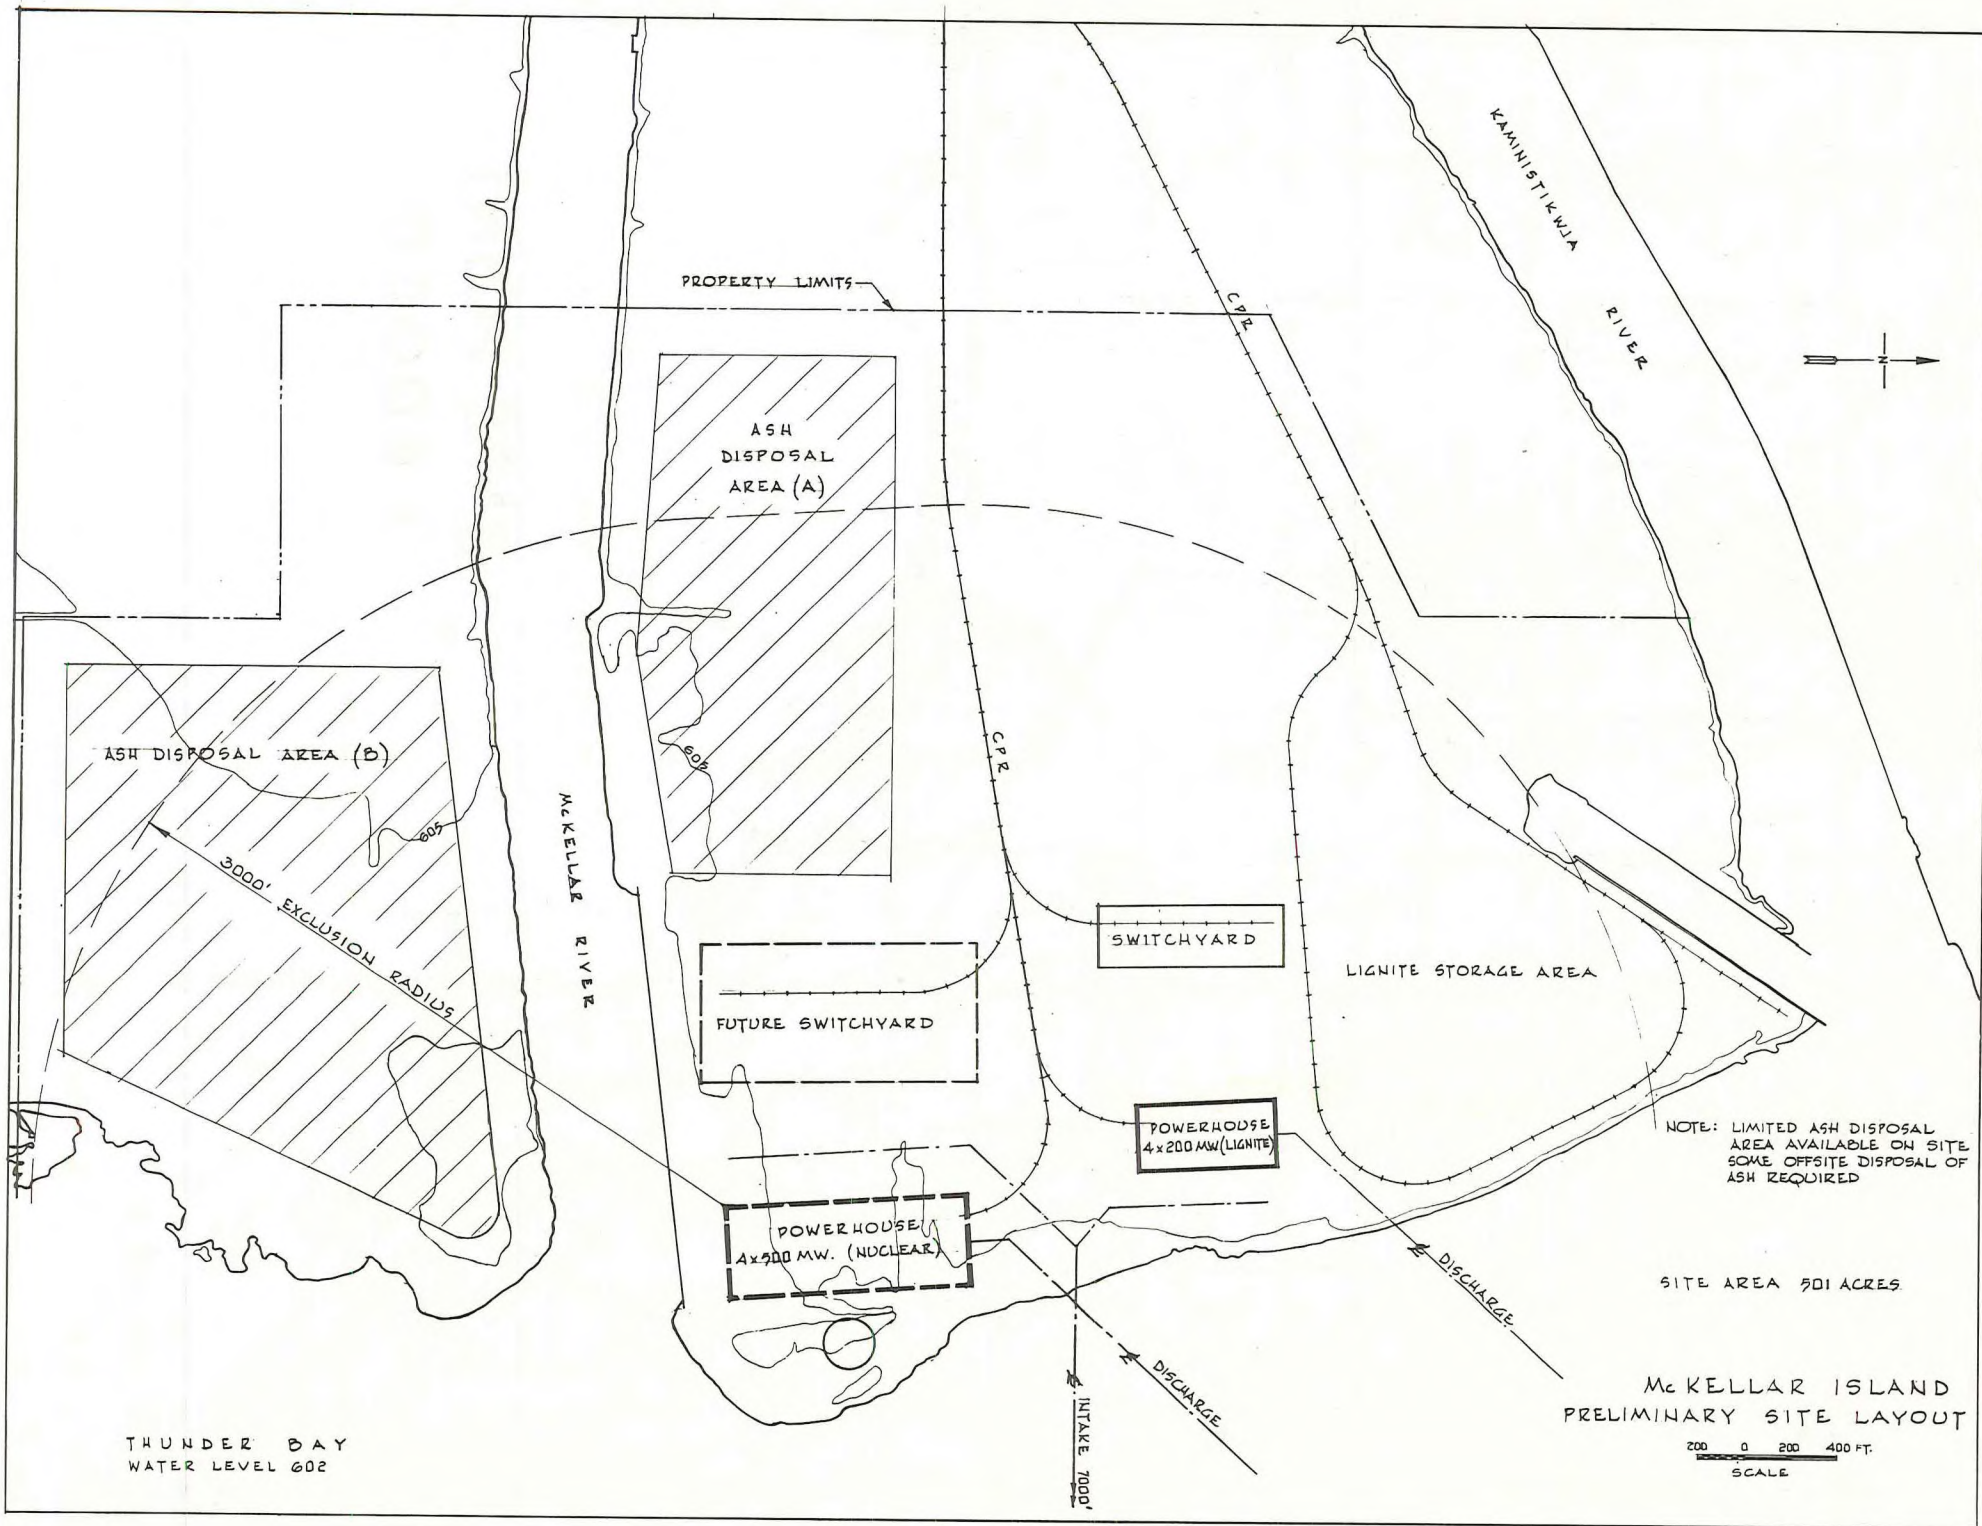 KAMINISTIKWIA
RIVER
PROPERTY LIMITS
CPR
N
ASH
DISPOSAL
AREA (A)
ASH DISPOSAL AREA (B)
605
605
CPR
McKELLAR RIVER
3000' EXCLUSION RADIUS
SWITCHYARD
LIGNITE STORAGE AREA
FUTURE SWITCHYARD
POWERHOUSE
4x200 MW (LIGNITE)
NOTE: LIMITED ASH DISPOSAL
AREA AVAILABLE ON SITE
SOME OFFSITE DISPOSAL OF
ASH REQUIRED
POWERHOUSE
4x500 MW. (NUCLEAR)
DISCHARGE
SITE AREA 501 ACRES
DISCHARGE
INTAKE 7000'
McKELLAR ISLAND
PRELIMINARY SITE LAYOUT
200 0 200 400 FT.
SCALE
THUNDER BAY
WATER LEVEL 602